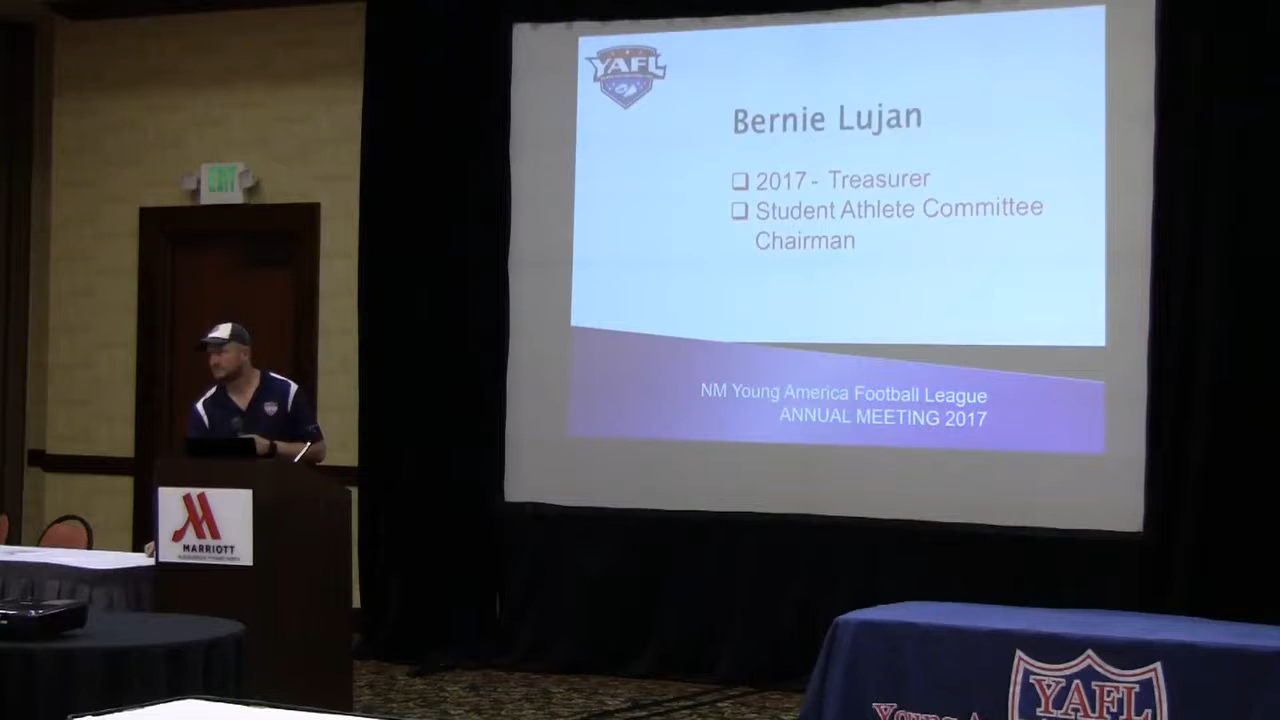 YAFL
Bernie Lujan
2017 - Treasurer
Student Athlete Committee
Chairman
NM Young America Football League
ANNUAL MEETING 2017
EXIT
MARRIOTT
YAFL
Young